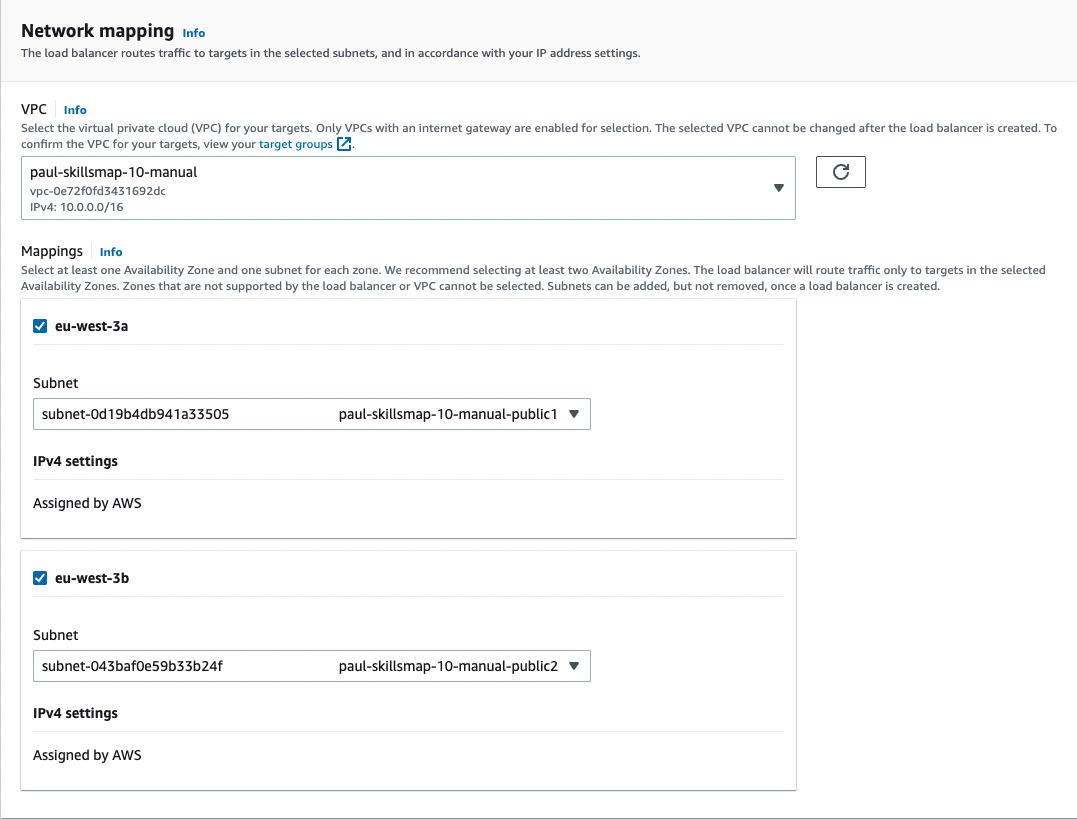 Network mapping Info
The load balancer routes traffic to targets in the selected subnets, and in accordance with your IP address settings.
VPC Info
Select the virtual private cloud (VPC) for your targets. Only VPCs with an internet gateway are enabled for selection. The selected VPC cannot be changed after the load balancer is created. To
confirm the VPC for your targets, view your target groups.
paul-skillsmap-10-manual
vpc-0e72f0fd3431692dc
IPv4: 10.0.0.0/16
Mappings Info
Select at least one Availability Zone and one subnet for each zone. We recommend selecting at least two Availability Zones. The load balancer will route traffic only to targets in the selected
Availability Zones. Zones that are not supported by the load balancer or VPC cannot be selected. Subnets can be added, but not removed, once a load balancer is created.
eu-west-3a
Subnet
subnet-0d19b4db941a33505 paul-skillsmap-10-manual-public1
IPv4 settings
Assigned by AWS
eu-west-3b
Subnet
subnet-043baf0e59b33b24f paul-skillsmap-10-manual-public2
IPv4 settings
Assigned by AWS